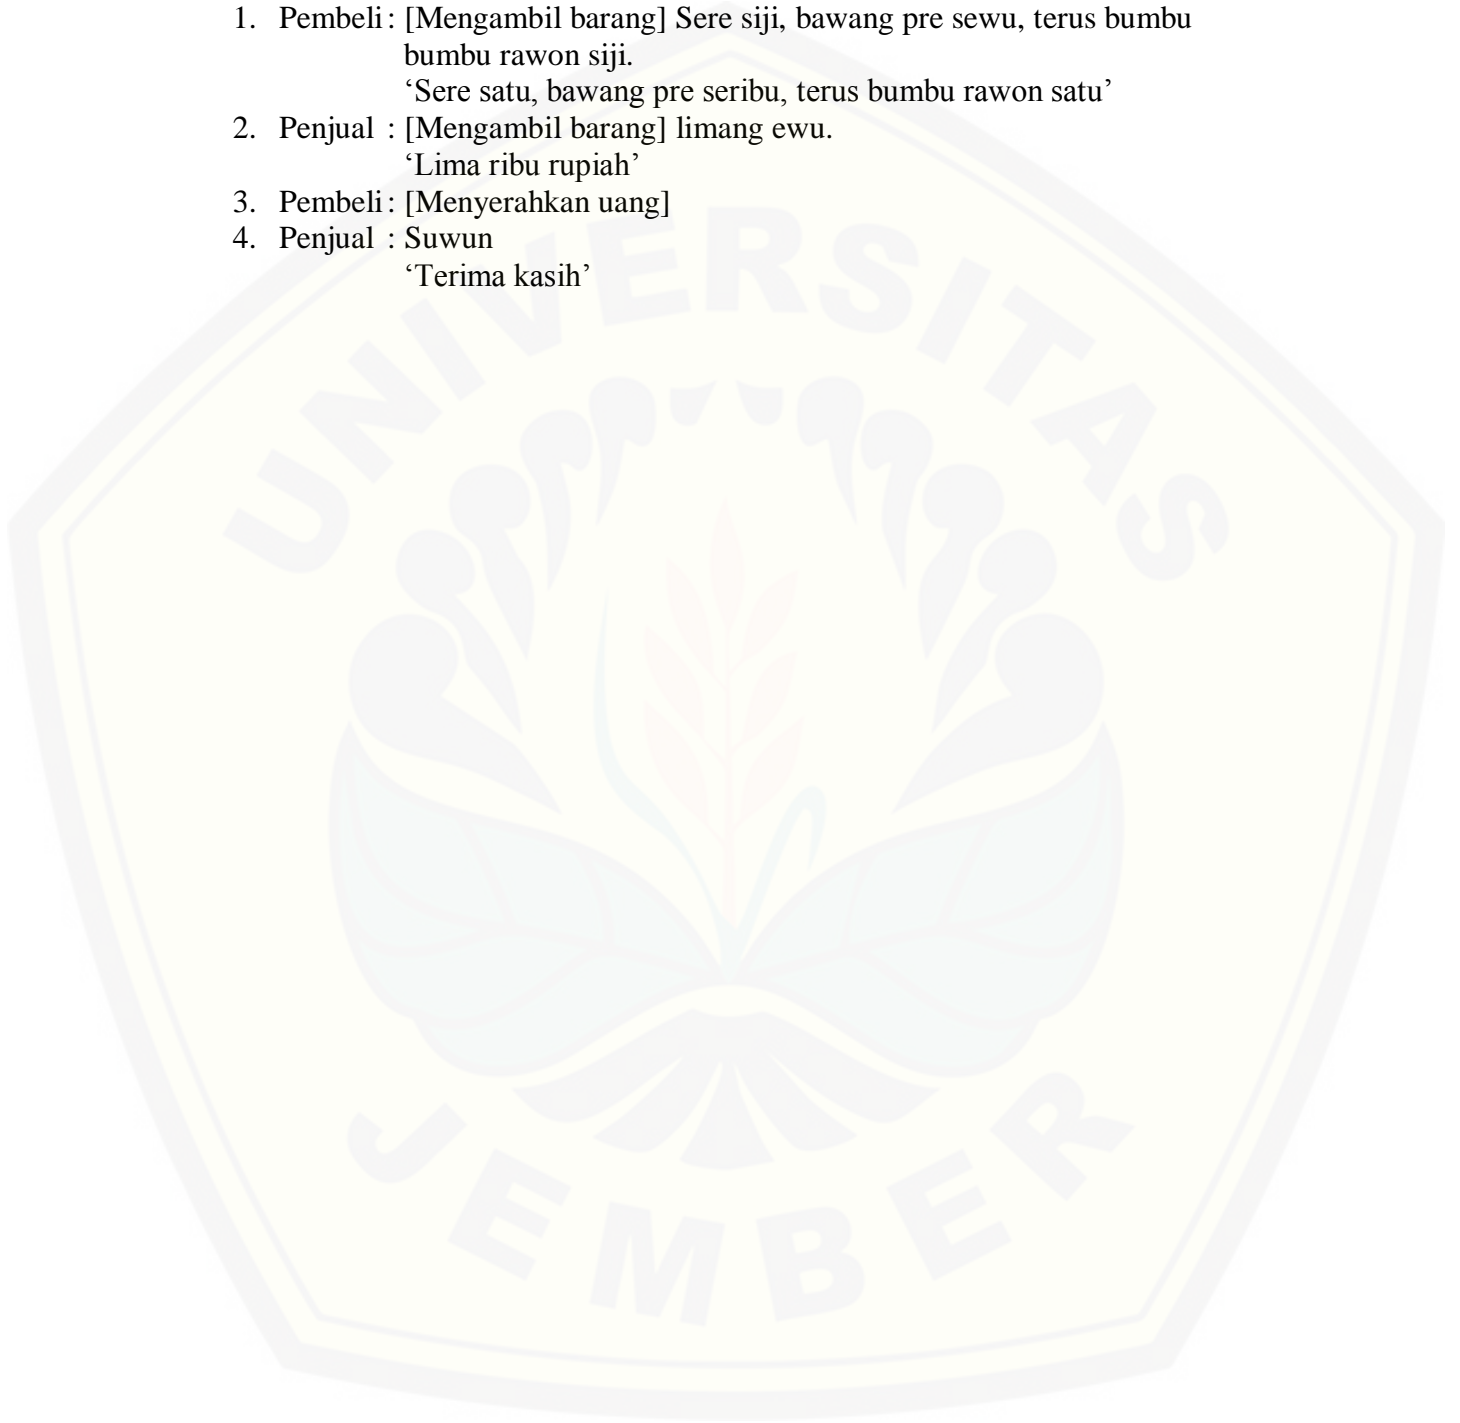 1. Pembeli : [Mengambil barang] Sere siji, bawang pre sewu, terus bumbu
bumbu rawon siji.
‘Sere satu, bawang pre seribu, terus bumbu rawon satu’
2. Penjual : [Mengambil barang] limang ewu.
‘Lima ribu rupiah’
3. Pembeli : [Menyerahkan uang]
4. Penjual : Suwun
‘Terima kasih’
UNIVERSITAS
JEMBER